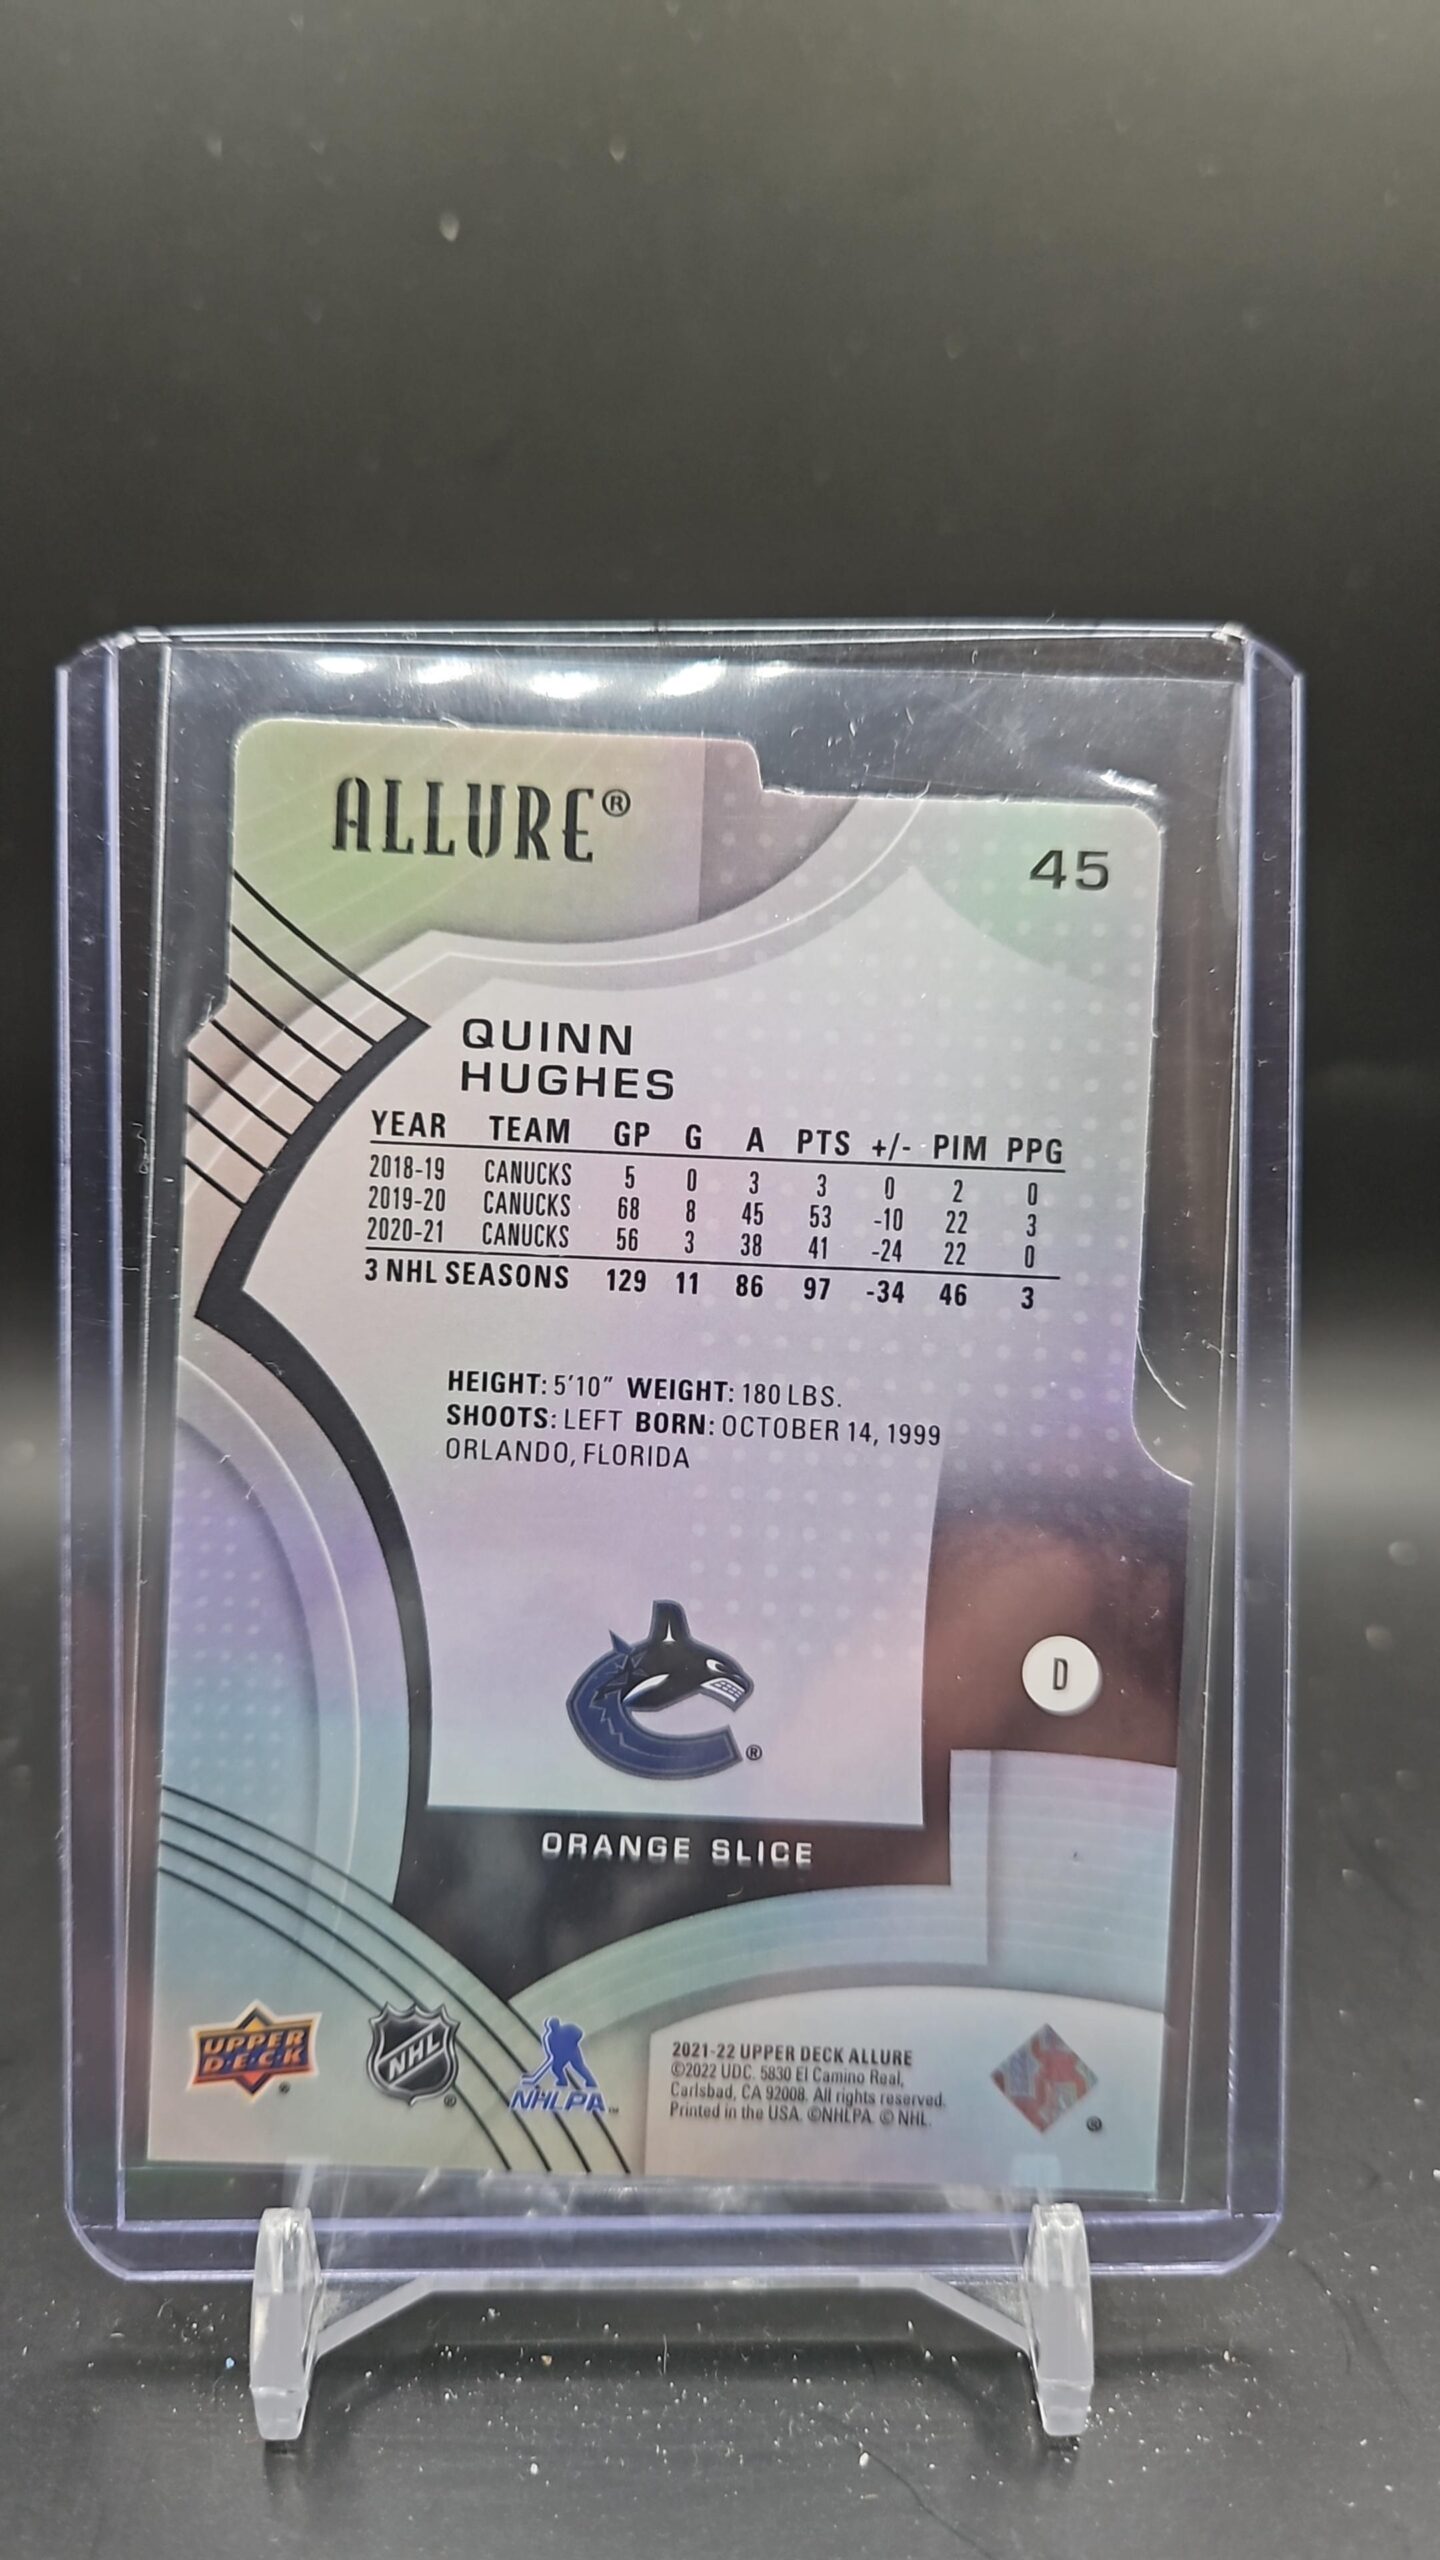 ALLURE®
45
QUINN
HUGHES
YEAR TEAM GP G A PTS +/- PIM PPG
2018-19 CANUCKS 5 0 3 3 0 2 0
2019-20 CANUCKS 68 8 45 53 -10 22 3
2020-21 CANUCKS 56 3 38 41 -24 22 0
3 NHL SEASONS 129 11 86 97 -34 46 3
HEIGHT: 5'10" WEIGHT: 180 LBS.
SHOOTS: LEFT BORN: OCTOBER 14, 1999
ORLANDO, FLORIDA
®
D
ORANGE SLICE
UPPER
D·E·C·K
®
NHL
®
NHLPA™
2021-22 UPPER DECK ALLURE
©2022 UDC. 5830 El Camino Real,
Carlsbad, CA 92008. All rights reserved.
Printed in the USA. ©NHLPA. © NHL.
®